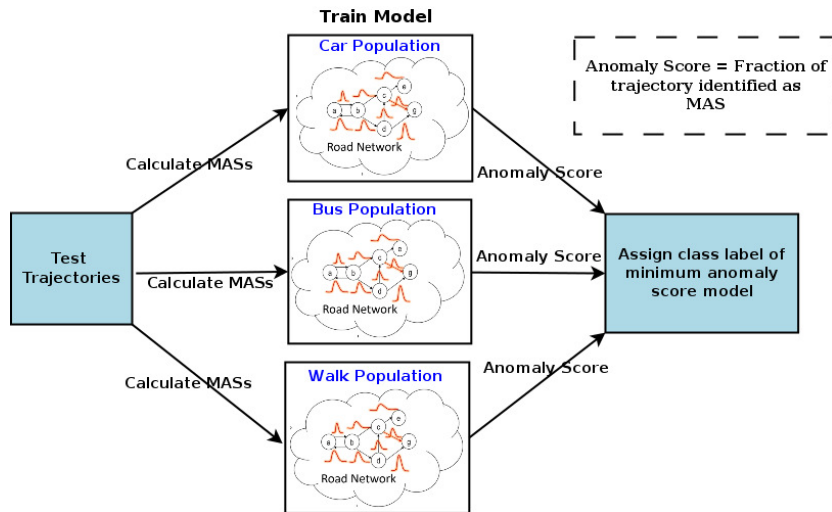 Train Model
Car Population
a
b
c
d
e
g
Road Network
Anomaly Score = Fraction of
trajectory identified as
MAS
Calculate MASs
Anomaly Score
Test
Trajectories
Calculate MASs
Bus Population
a
b
c
d
e
g
Road Network
Anomaly Score
Assign class label of
minimum anomaly
score model
Calculate MASs
Walk Population
a
b
c
d
e
g
Road Network
Anomaly Score